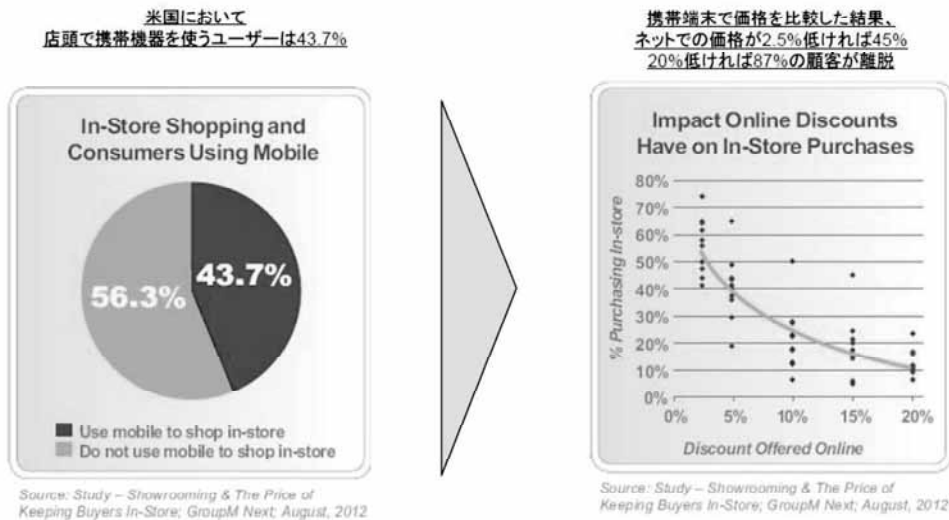 米国において
店頭で携帯機器を使うユーザーは43.7%
In-Store Shopping and
Consumers Using Mobile
56.3%
43.7%
Use mobile to shop in-store
Do not use mobile to shop in-store
Source: Study – Showrooming & The Price of
Keeping Buyers In-Store; GroupM Next; August, 2012
携帯端末で価格を比較した結果、
ネットでの価格が2.5%低ければ45%
20%低ければ87%の顧客が離脱
Impact Online Discounts
Have on In-Store Purchases
% Purchasing In-store
80%
70%
60%
50%
40%
30%
20%
10%
0%
0%
5%
10%
15%
20%
Discount Offered Online
Source: Study – Showrooming & The Price of
Keeping Buyers In-Store; GroupM Next; August, 2012